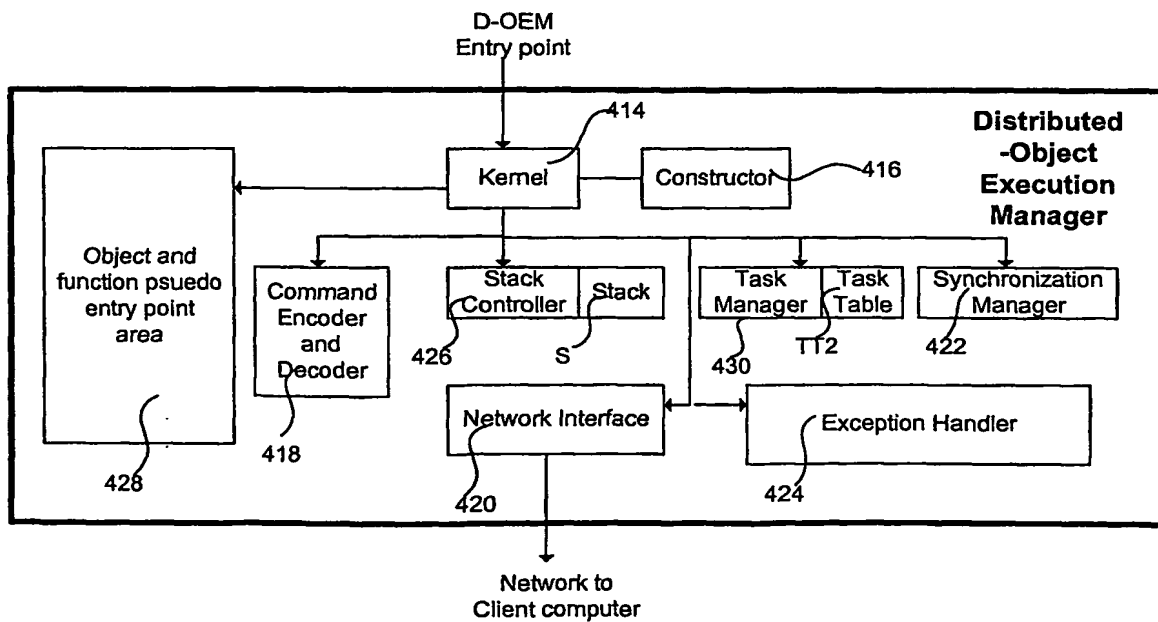 D-OEM
Entry point
414
Distributed
-Object
Execution
Manager
Kernel
Constructor
416
Object and
function psuedo
entry point
area
428
Command
Encoder
and
Decoder
418
Stack
Controller
Stack
426
S
Task
Manager
Task
Table
430
TT2
Synchronization
Manager
422
Network Interface
420
Exception Handler
424
Network to
Client computer